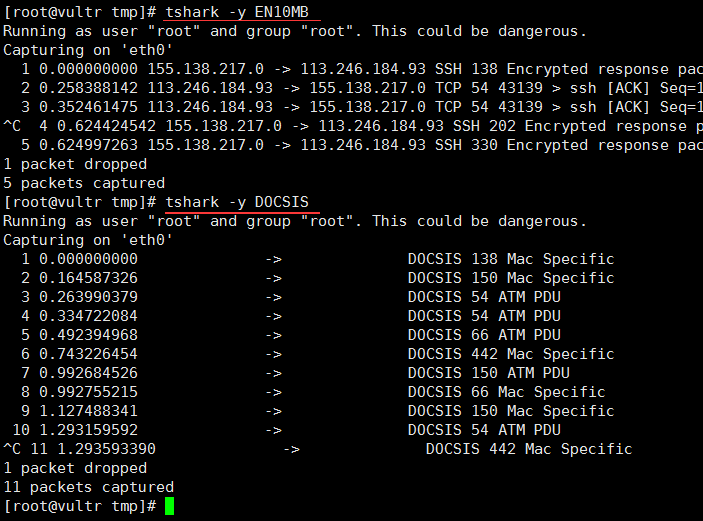 [root@vultr tmp]# tshark -y EN10MB
Running as user "root" and group "root". This could be dangerous.
Capturing on 'eth0'
  1 0.000000000 155.138.217.0 -> 113.246.184.93 SSH 138 Encrypted response pac
  2 0.258388142 113.246.184.93 -> 155.138.217.0 TCP 54 43139 > ssh [ACK] Seq=1
  3 0.352461475 113.246.184.93 -> 155.138.217.0 TCP 54 43139 > ssh [ACK] Seq=1
^C  4 0.624424542 155.138.217.0 -> 113.246.184.93 SSH 202 Encrypted response p
  5 0.624997263 155.138.217.0 -> 113.246.184.93 SSH 330 Encrypted response pac
1 packet dropped
5 packets captured
[root@vultr tmp]# tshark -y DOCSIS
Running as user "root" and group "root". This could be dangerous.
Capturing on 'eth0'
  1 0.000000000              ->              DOCSIS 138 Mac Specific
  2 0.164587326              ->              DOCSIS 150 Mac Specific
  3 0.263990379              ->              DOCSIS 54 ATM PDU
  4 0.334722084              ->              DOCSIS 54 ATM PDU
  5 0.492394968              ->              DOCSIS 66 ATM PDU
  6 0.743226454              ->              DOCSIS 442 Mac Specific
  7 0.992684526              ->              DOCSIS 150 ATM PDU
  8 0.992755215              ->              DOCSIS 66 Mac Specific
  9 1.127488341              ->              DOCSIS 150 Mac Specific
 10 1.293159592              ->              DOCSIS 54 ATM PDU
^C 11 1.293593390              ->              DOCSIS 442 Mac Specific
1 packet dropped
11 packets captured
[root@vultr tmp]#